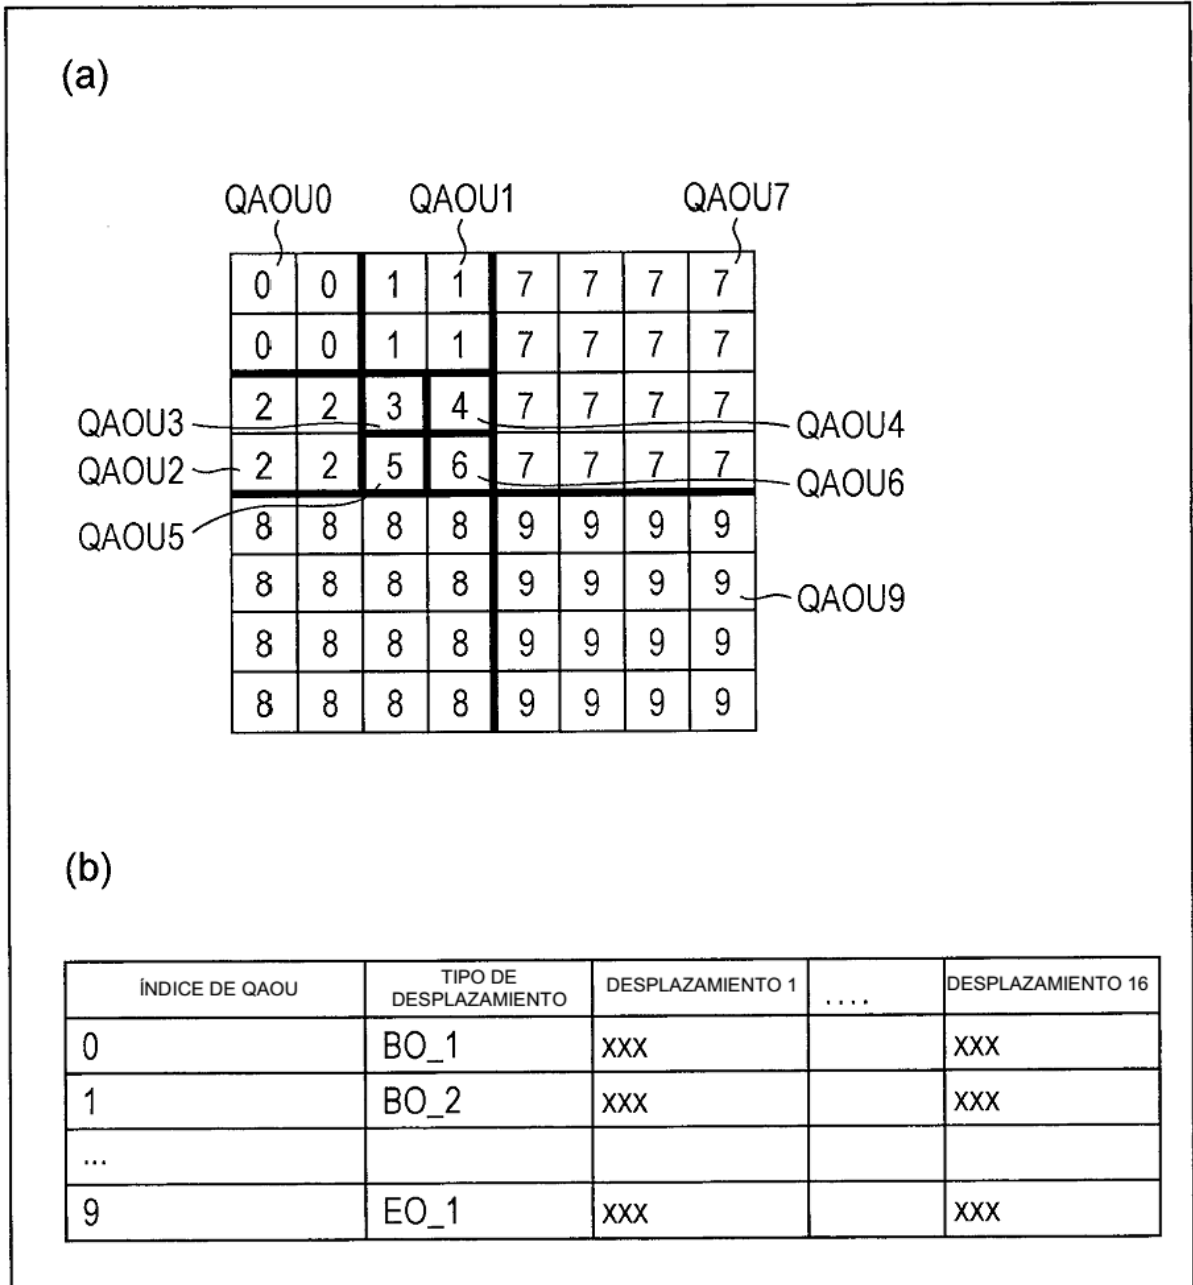 (a)
QAOU0 QAOU1 QAOU7
0 0 1 1 7 7 7 7
0 0 1 1 7 7 7 7
2 2 3 4 7 7 7 7
QAOU3 QAOU4
2 2 5 6 7 7 7 7
QAOU2 QAOU6
8 8 8 8 9 9 9 9
QAOU5
8 8 8 8 9 9 9 9
QAOU9
8 8 8 8 9 9 9 9
8 8 8 8 9 9 9 9
(b)
ÍNDICE DE QAOU TIPO DE DESPLAZAMIENTO DESPLAZAMIENTO 1 .... DESPLAZAMIENTO 16
0 BO_1 XXX XXX
1 BO_2 XXX XXX
...
9 EO_1 XXX XXX